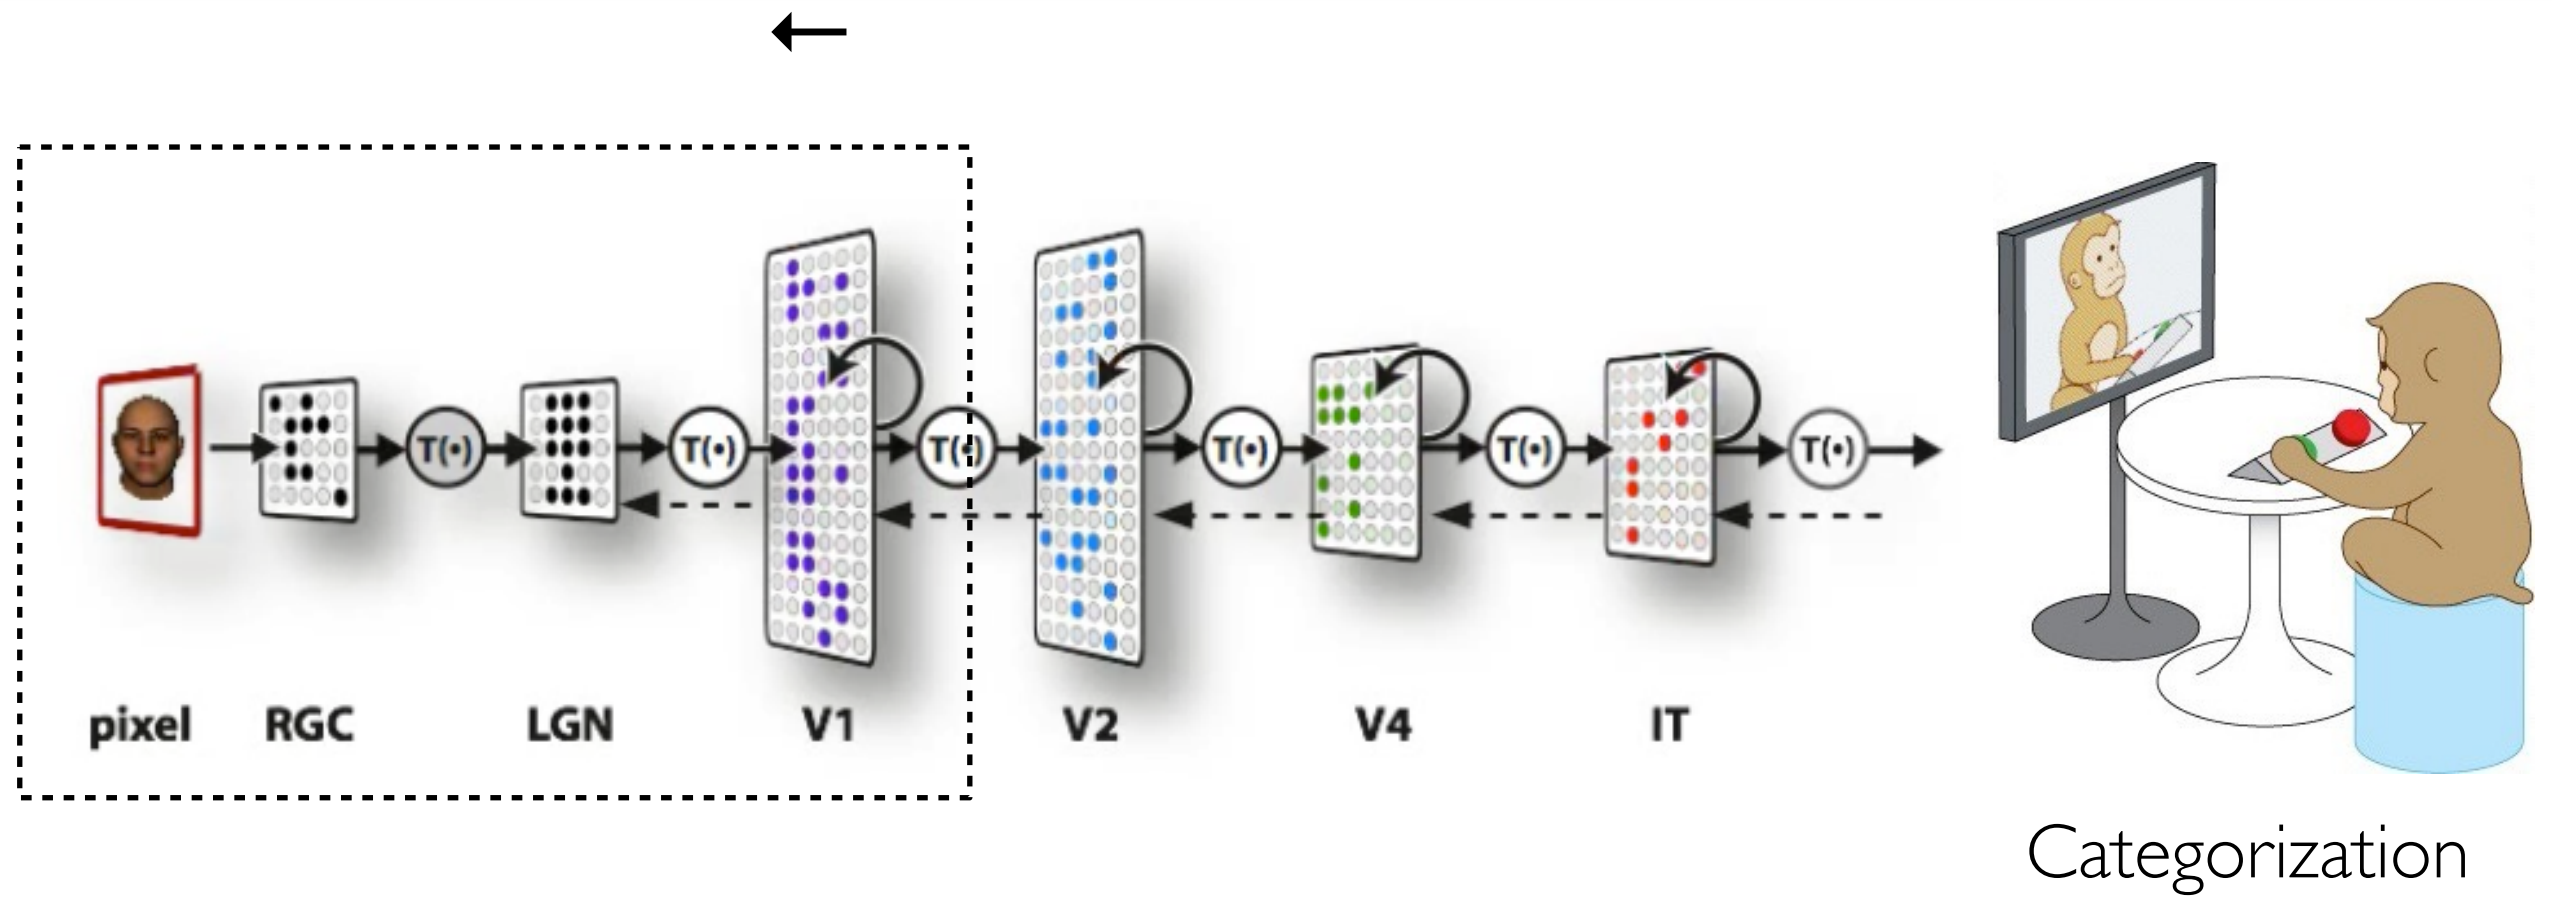 T(•) T(•) T(•) T(•) T(•) T(•)
pixel RGC LGN V1 V2 V4 IT
Categorization